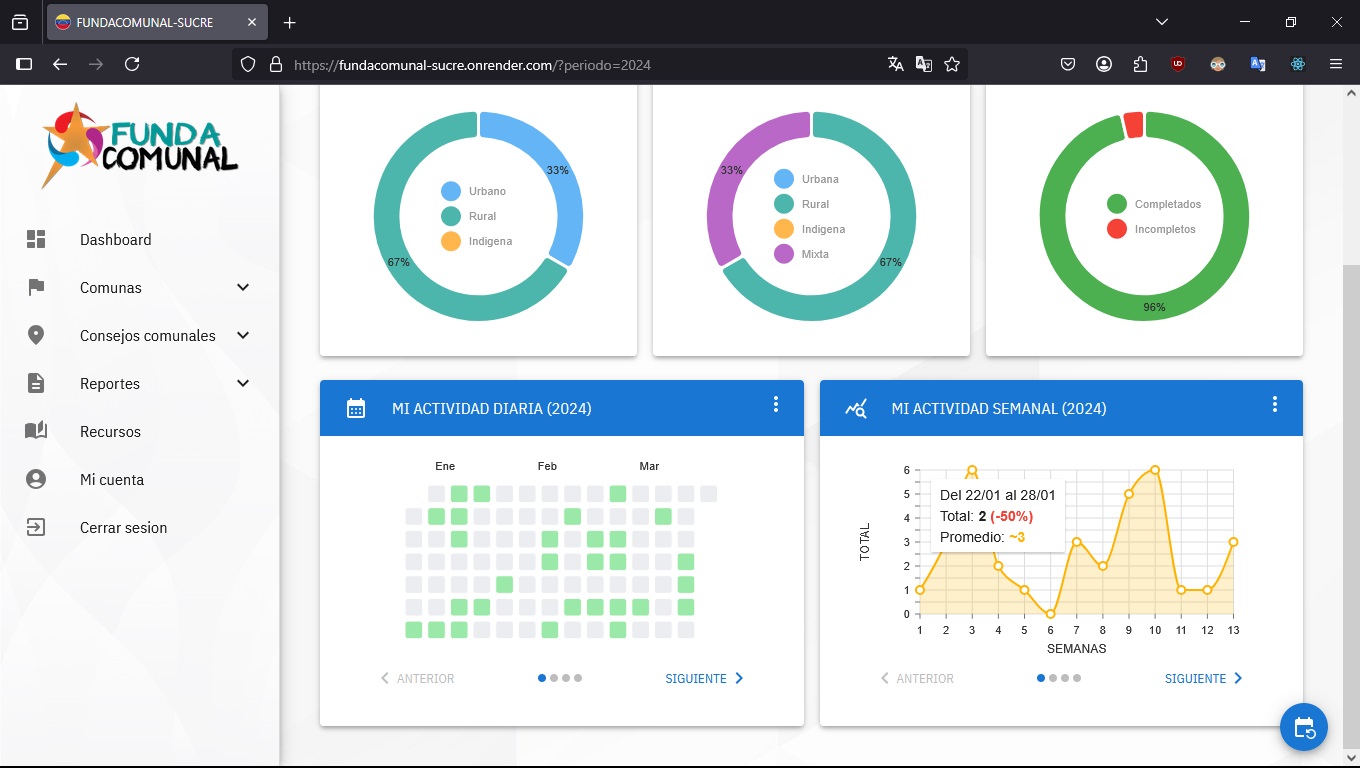 FUNDACOMUNAL-SUCRE
https://fundacomunal-sucre.onrender.com/?periodo=2024
FUNDA
COMUNAL
Dashboard
Comunas
Consejos comunales
Reportes
Recursos
Mi cuenta
Cerrar sesion
33%
Urbano
Rural
Indigena
67%
33%
Urbana
Rural
Indigena
Mixta
67%
Completados
Incompletos
96%
MI ACTIVIDAD DIARIA (2024)
Ene Feb Mar
ANTERIOR
SIGUIENTE
MI ACTIVIDAD SEMANAL (2024)
6
5
4
3
2
1
0
TOTAL
Del 22/01 al 28/01
Total: 2 (-50%)
Promedio: ~3
1 2 3 4 5 6 7 8 9 10 11 12 13
SEMANAS
ANTERIOR
SIGUIENTE